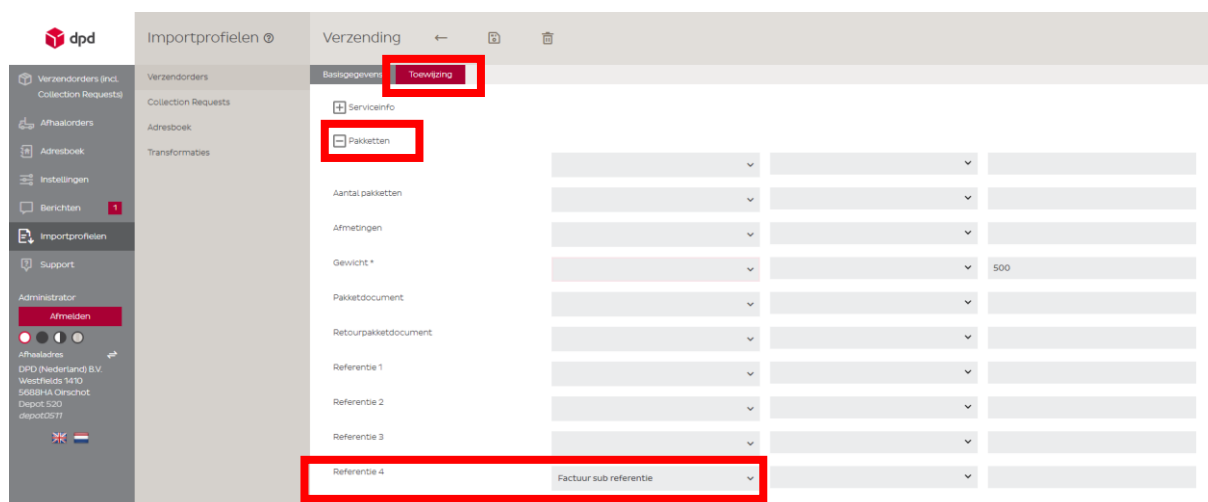 dpd
Importprofielen
Verzending
Verzendorders (incl.
Collection Requests)
Afhaalorders
Adresboek
Instellingen
Berichten 1
Importprofielen
Support
Administrator
Afmelden
Afhaaladres
DPD (Nederland) B.V.
Westfields 1410
5688HA Oirschot
Depot 520
depot0511
Verzendorders
Collection Requests
Adresboek
Transformaties
Basisgegevens Toewijzing
Serviceinfo
Pakketten
Aantal pakketten
Afmetingen
Gewicht * 500
Pakketdocument
Retourpakketdocument
Referentie 1
Referentie 2
Referentie 3
Referentie 4 Factuur sub referentie